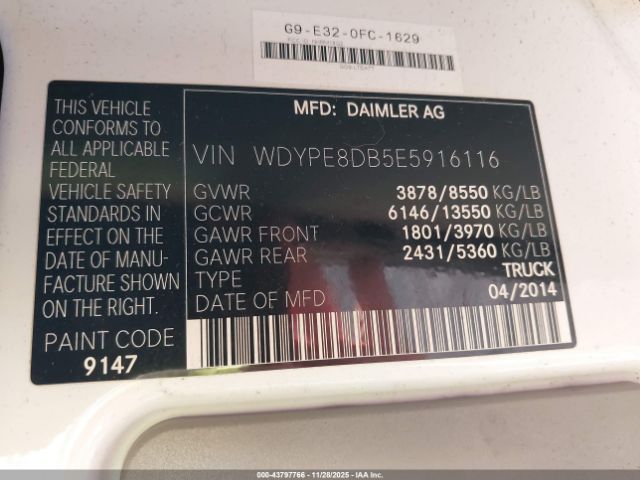 G9-E32-0FC-1629
THIS VEHICLE
CONFORMS TO
ALL APPLICABLE
FEDERAL
VEHICLE SAFETY
STANDARDS IN
EFFECT ON THE
DATE OF MANU-
FACTURE SHOWN
ON THE RIGHT.
PAINT CODE
9147
MFD: DAIMLER AG
VIN WDYPE8DB5E5916116
GVWR 3878/8550 KG/LB
GCWR 6146/13550 KG/LB
GAWR FRONT 1801/3970 KG/LB
GAWR REAR 2431/5360 KG/LB
TYPE TRUCK
DATE OF MFD 04/2014
000-43797766 - 11/28/2025 - IAAI.COM